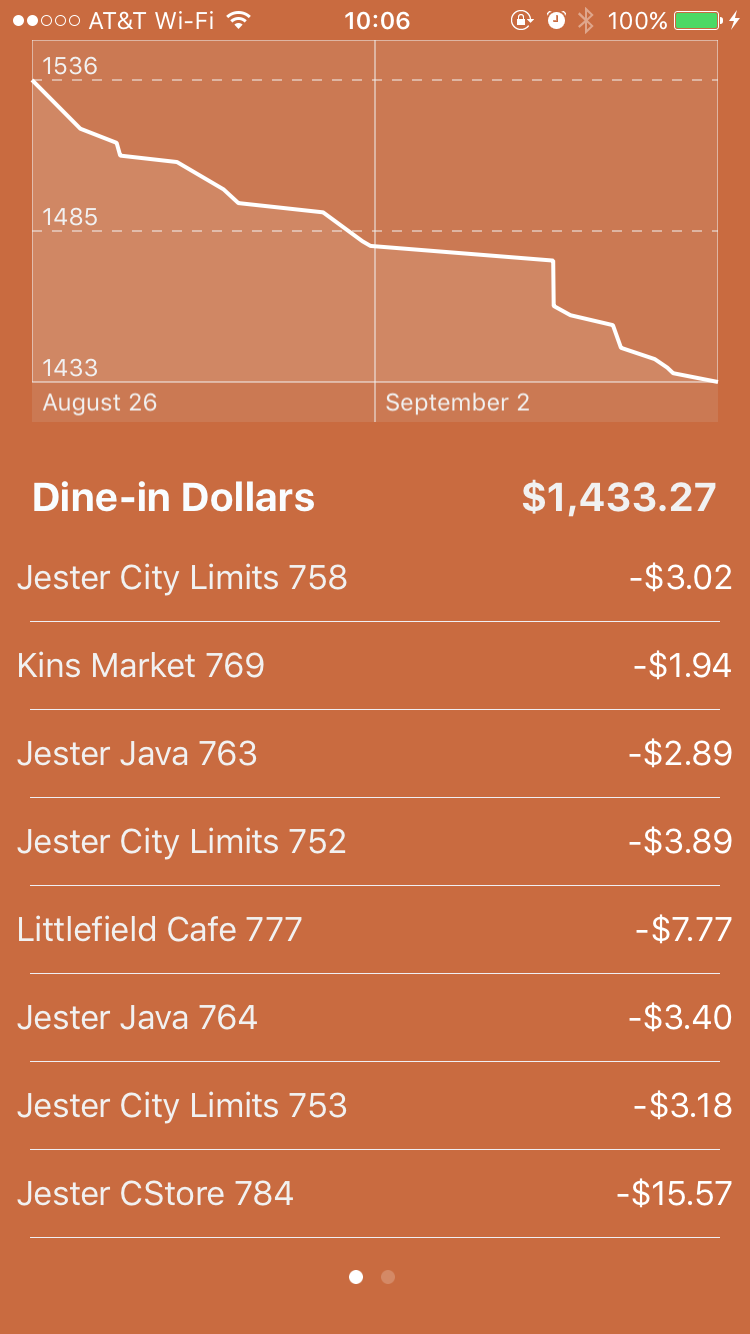 AT&T Wi-Fi 10:06 100%
1536
1485
1433
August 26 September 2
Dine-in Dollars $1,433.27
Jester City Limits 758 -$3.02
Kins Market 769 -$1.94
Jester Java 763 -$2.89
Jester City Limits 752 -$3.89
Littlefield Cafe 777 -$7.77
Jester Java 764 -$3.40
Jester City Limits 753 -$3.18
Jester CStore 784 -$15.57